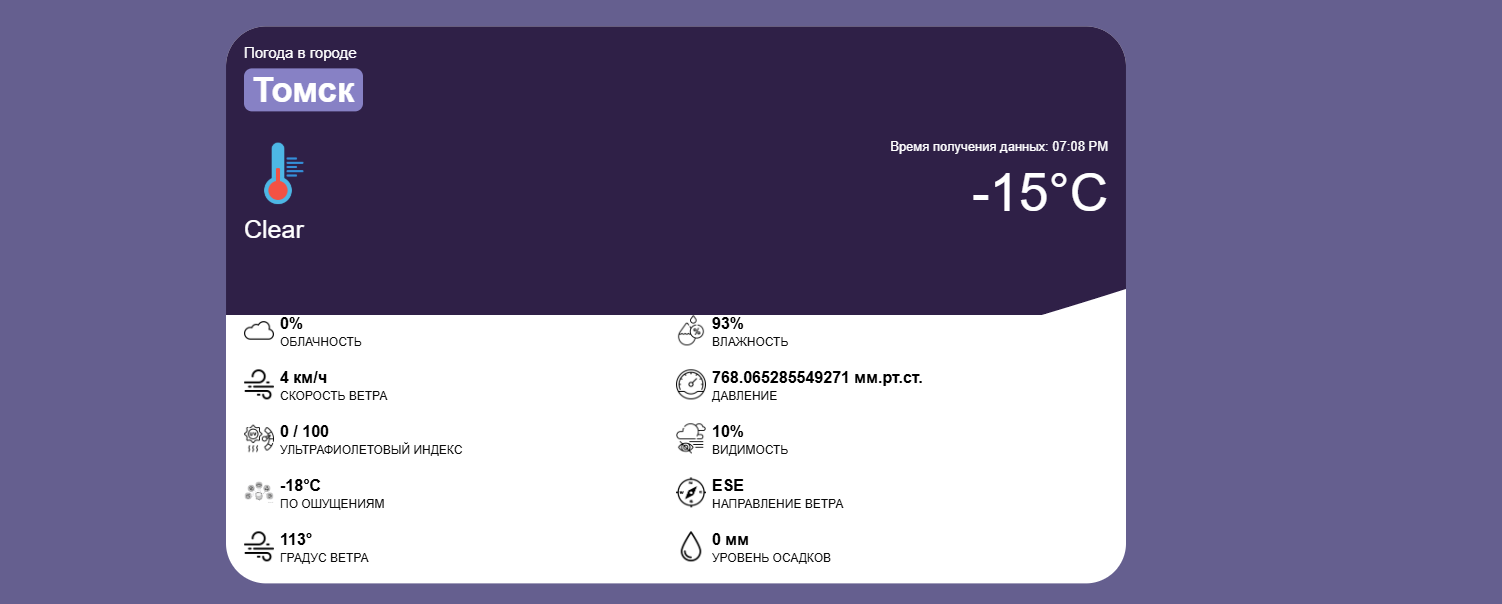 Погода в городе
Томск
Время получения данных: 07:08 PM
-15°C
Clear
0%
ОБЛАЧНОСТЬ
93%
ВЛАЖНОСТЬ
4 км/ч
СКОРОСТЬ ВЕТРА
768.065285549271 мм.рт.ст.
ДАВЛЕНИЕ
0 / 100
УЛЬТРАФИОЛЕТОВЫЙ ИНДЕКС
10%
ВИДИМОСТЬ
-18°C
ПО ОШУЩЕНИЯМ
ESE
НАПРАВЛЕНИЕ ВЕТРА
113°
ГРАДУС ВЕТРА
0 мм
УРОВЕНЬ ОСАДКОВ